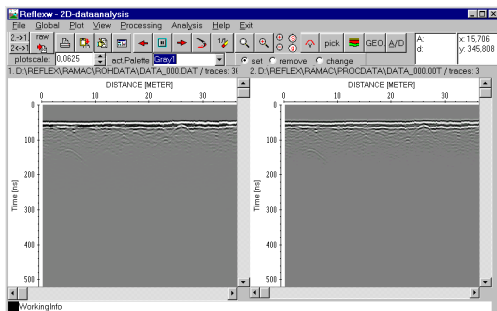 Reflexw - 2D-dataanalysis
File Global Plot View Processing Analysis Help Exit
2->1 raw 1/2 pick GEO A/D A: x: 15,706
2<->1 d: y: 345,808
plotscale: 0,0625 act.Palette Gray1 set remove change
1. D:\REFLEX\RAMAC\ROHDATA\DATA_000.DAT / traces: 3 2. D:\REFLEX\RAMAC\PROCDATA\DATA_000.00T / traces: 3
DISTANCE [METER] DISTANCE [METER]
0 10 20 30 0 10 20 30
0 0
100 100
200 200
Time [ns] Time [ns]
300 300
400 400
500 500
WorkingInfo